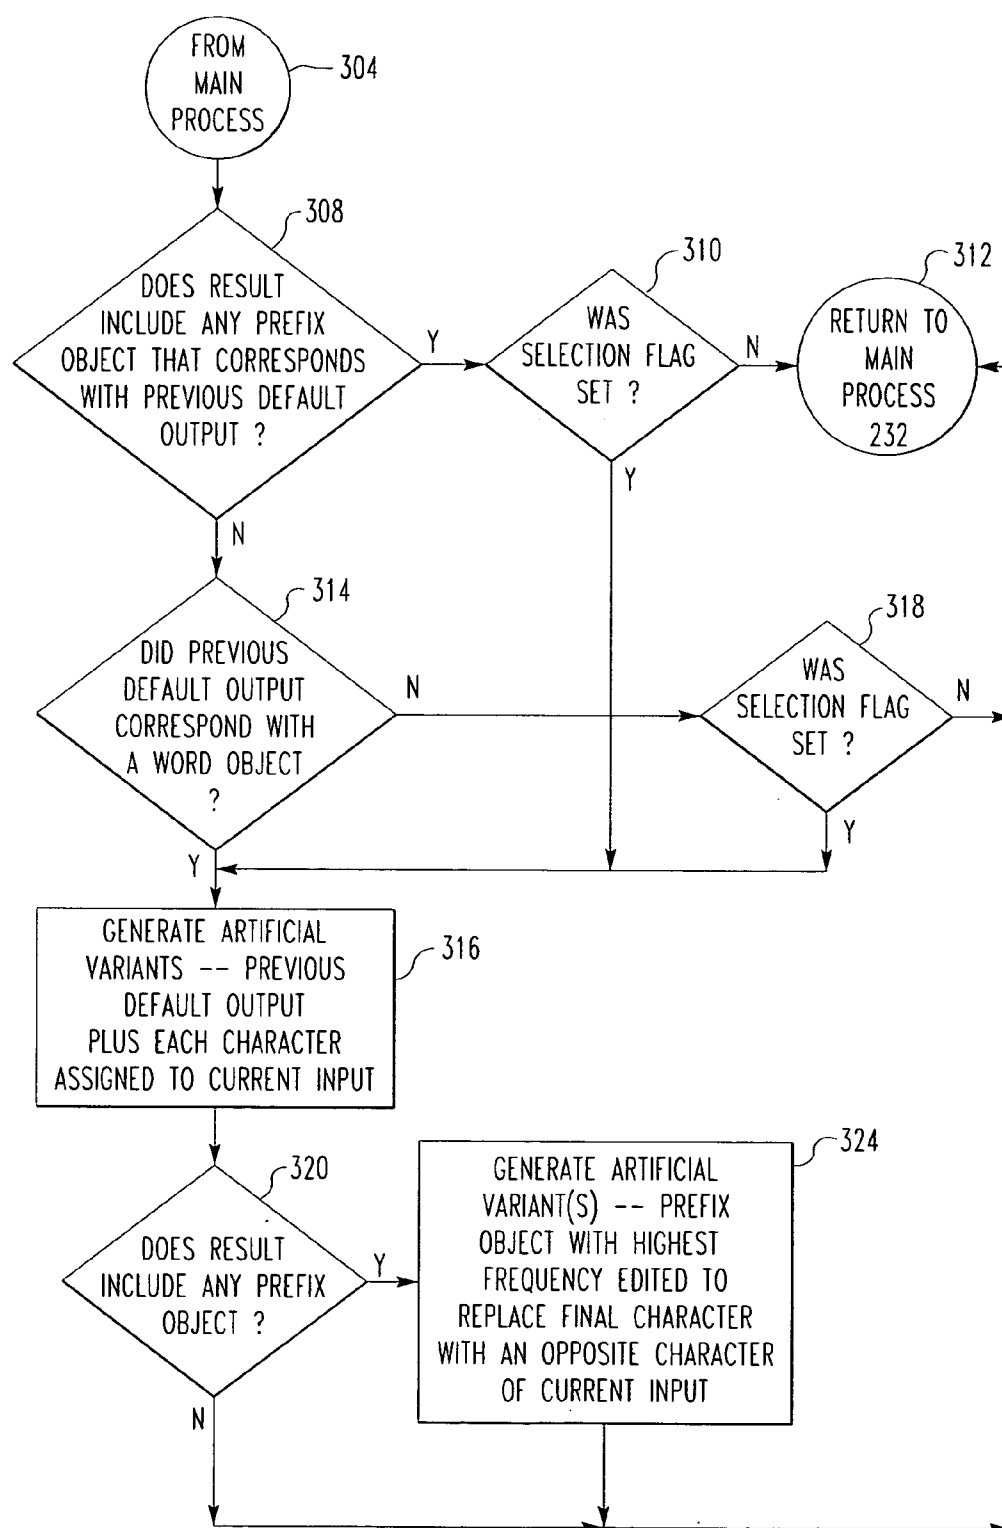 FROM
MAIN
PROCESS
304
308
DOES RESULT
INCLUDE ANY PREFIX
OBJECT THAT CORRESPONDS
WITH PREVIOUS DEFAULT
OUTPUT ?
Y
N
310
WAS
SELECTION FLAG
SET ?
N
Y
312
RETURN TO
MAIN
PROCESS
232
314
DID PREVIOUS
DEFAULT OUTPUT
CORRESPOND WITH
A WORD OBJECT
?
N
Y
318
WAS
SELECTION FLAG
SET ?
N
Y
GENERATE ARTIFICIAL
VARIANTS -- PREVIOUS
DEFAULT OUTPUT
PLUS EACH CHARACTER
ASSIGNED TO CURRENT INPUT
316
320
DOES RESULT
INCLUDE ANY PREFIX
OBJECT ?
Y
N
324
GENERATE ARTIFICIAL
VARIANT(S) -- PREFIX
OBJECT WITH HIGHEST
FREQUENCY EDITED TO
REPLACE FINAL CHARACTER
WITH AN OPPOSITE CHARACTER
OF CURRENT INPUT